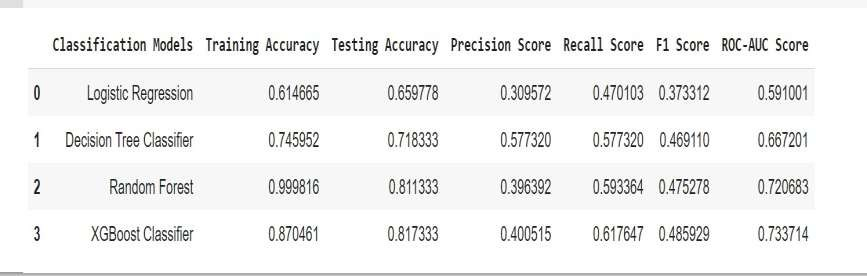 Classification Models Training Accuracy Testing Accuracy Precision Score Recall Score F1 Score ROC-AUC Score
0 Logistic Regression 0.614665 0.659778 0.309572 0.470103 0.373312 0.591001
1 Decision Tree Classifier 0.745952 0.718333 0.577320 0.577320 0.469110 0.667201
2 Random Forest 0.999816 0.811333 0.396392 0.593364 0.475278 0.720683
3 XGBoost Classifier 0.870461 0.817333 0.400515 0.617647 0.485929 0.733714